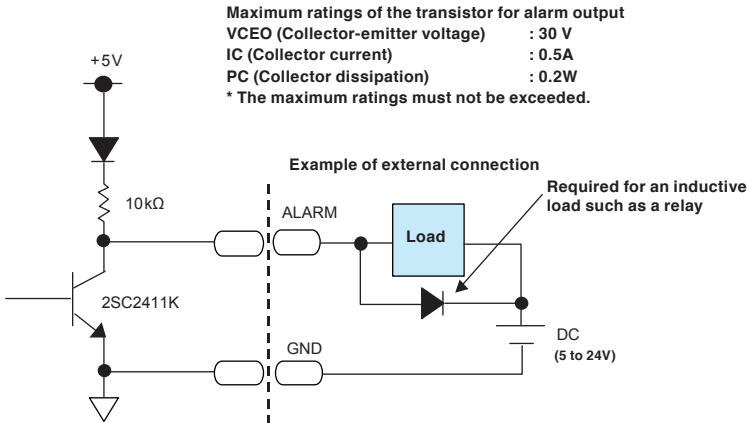 Maximum ratings of the transistor for alarm output
VCEO (Collector-emitter voltage) : 30 V
IC (Collector current) : 0.5A
PC (Collector dissipation) : 0.2W
* The maximum ratings must not be exceeded.
+5V
Example of external connection
Required for an inductive
load such as a relay
10kΩ
ALARM
Load
2SC2411K
GND
DC
(5 to 24V)